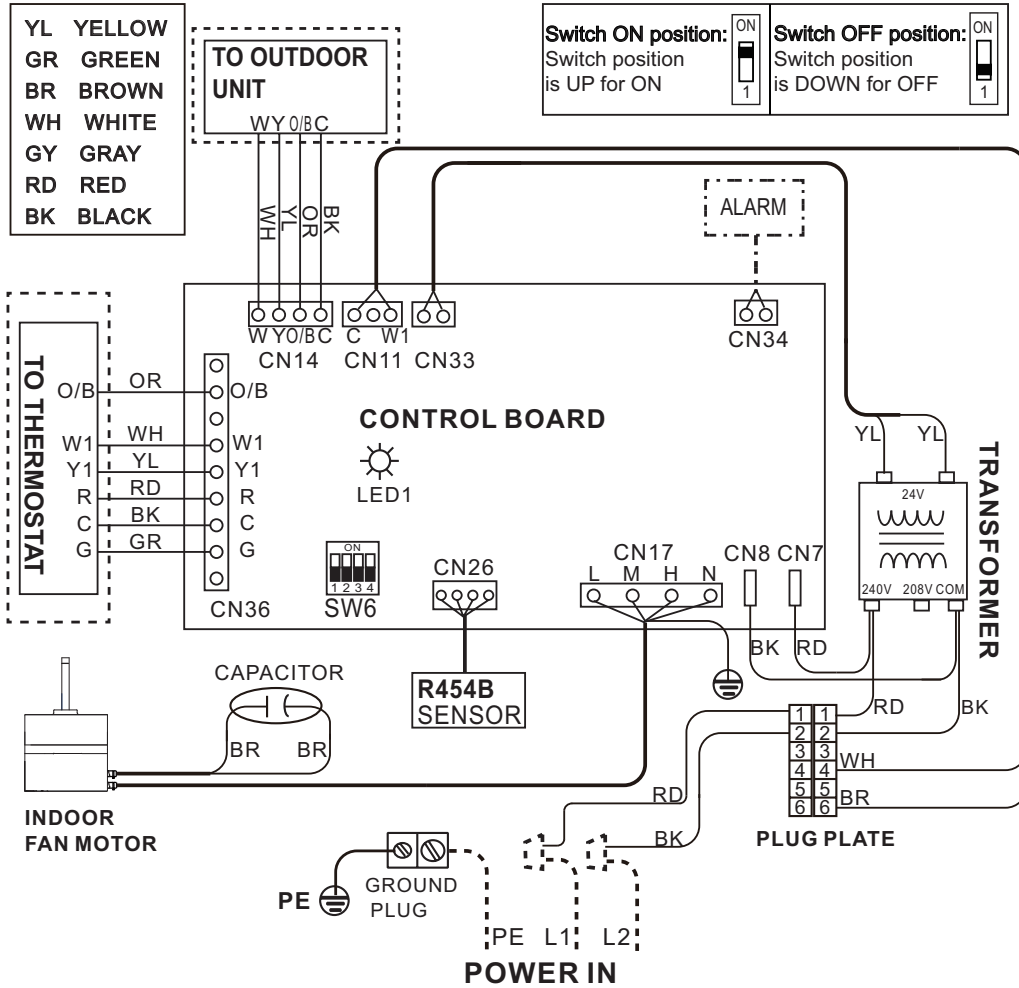 YL YELLOW
GR GREEN
BR BROWN
WH WHITE
GY GRAY
RD RED
BK BLACK
TO OUTDOOR
UNIT
W Y O/B C
WH
YL
OR
BK
Switch ON position:
Switch position
is UP for ON
ON
1
Switch OFF position:
Switch position
is DOWN for OFF
ON
1
ALARM
W Y O/B C
CN14
C W1
CN11
CN33
CN34
TO THERMOSTAT
O/B OR O/B
W1 WH W1
Y1 YL Y1
R RD R
C BK C
G GR G
CN36
CONTROL BOARD
LED1
ON
1 2 3 4
SW6
CN26
CN17
L M H N
CN8 CN7
YL YL
24V
240V 208V COM
TRANSFORMER
BK RD
R454B
SENSOR
CAPACITOR
BR BR
INDOOR
FAN MOTOR
RD BK
1 1
2 2
3 3
4 4 WH
5 5
6 6 BR
PLUG PLATE
RD
BK
PE
GROUND
PLUG
PE L1 L2
POWER IN